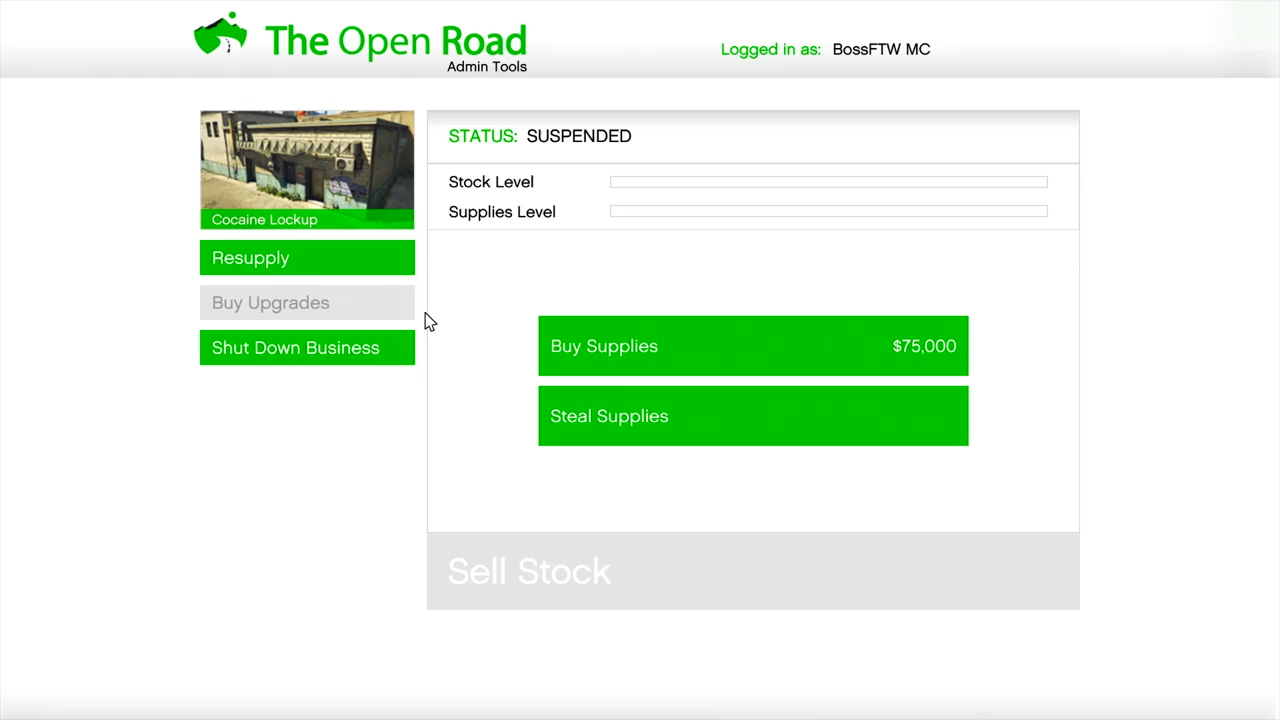 The Open Road
Admin Tools
Logged in as: BossFTW MC
Cocaine Lockup
Resupply
Buy Upgrades
Shut Down Business
STATUS: SUSPENDED
Stock Level
Supplies Level
Buy Supplies $75,000
Steal Supplies
Sell Stock